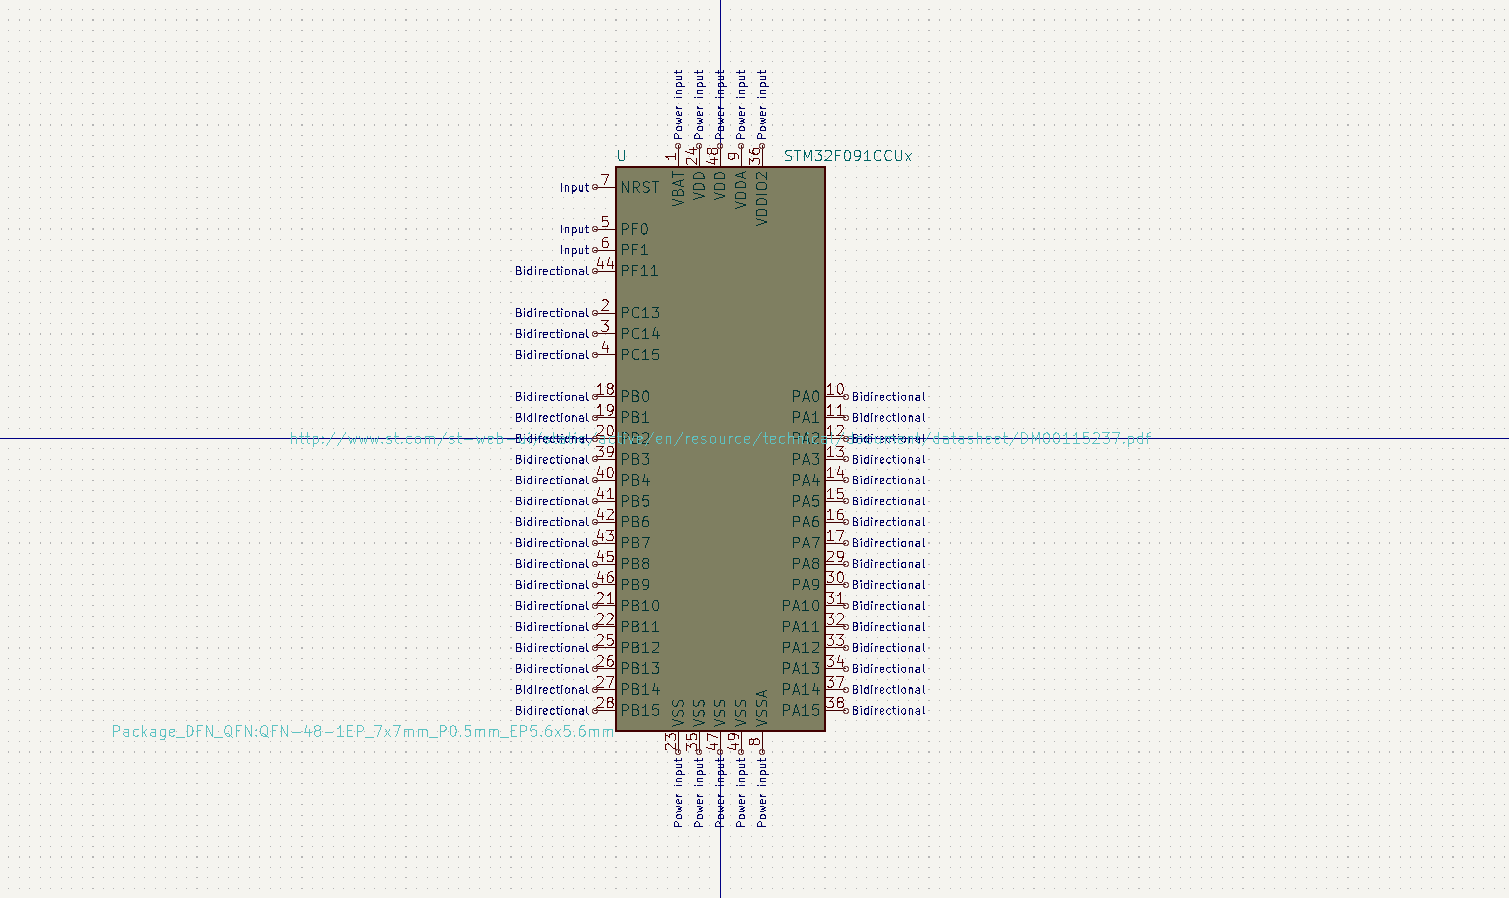 Power input Power input Power input Power input Power input
1 24 48 9 36
U STM32F091CCUx
VBAT VDD VDD VDDA VDDIO2
Input 7 NRST
Input 5 PF0
Input 6 PF1
Bidirectional 44 PF11
Bidirectional 2 PC13
Bidirectional 3 PC14
Bidirectional 4 PC15
Bidirectional 18 PB0 PA0 10 Bidirectional
Bidirectional 19 PB1 PA1 11 Bidirectional
Bidirectional 20 PB2 PA2 12 Bidirectional
http://www.st.com/st-web- /active/en/resource/technical/document/datasheet/DM00115237.pdf
Bidirectional 39 PB3 PA3 13 Bidirectional
Bidirectional 40 PB4 PA4 14 Bidirectional
Bidirectional 41 PB5 PA5 15 Bidirectional
Bidirectional 42 PB6 PA6 16 Bidirectional
Bidirectional 43 PB7 PA7 17 Bidirectional
Bidirectional 45 PB8 PA8 29 Bidirectional
Bidirectional 46 PB9 PA9 30 Bidirectional
Bidirectional 21 PB10 PA10 31 Bidirectional
Bidirectional 22 PB11 PA11 32 Bidirectional
Bidirectional 25 PB12 PA12 33 Bidirectional
Bidirectional 26 PB13 PA13 34 Bidirectional
Bidirectional 27 PB14 PA14 37 Bidirectional
Bidirectional 28 PB15 PA15 38 Bidirectional
VSS VSS VSS VSS VSSA
Package_DFN_QFN:QFN-48-1EP_7x7mm_P0.5mm_EP5.6x5.6mm
23 35 47 49 8
Power input Power input Power input Power input Power input